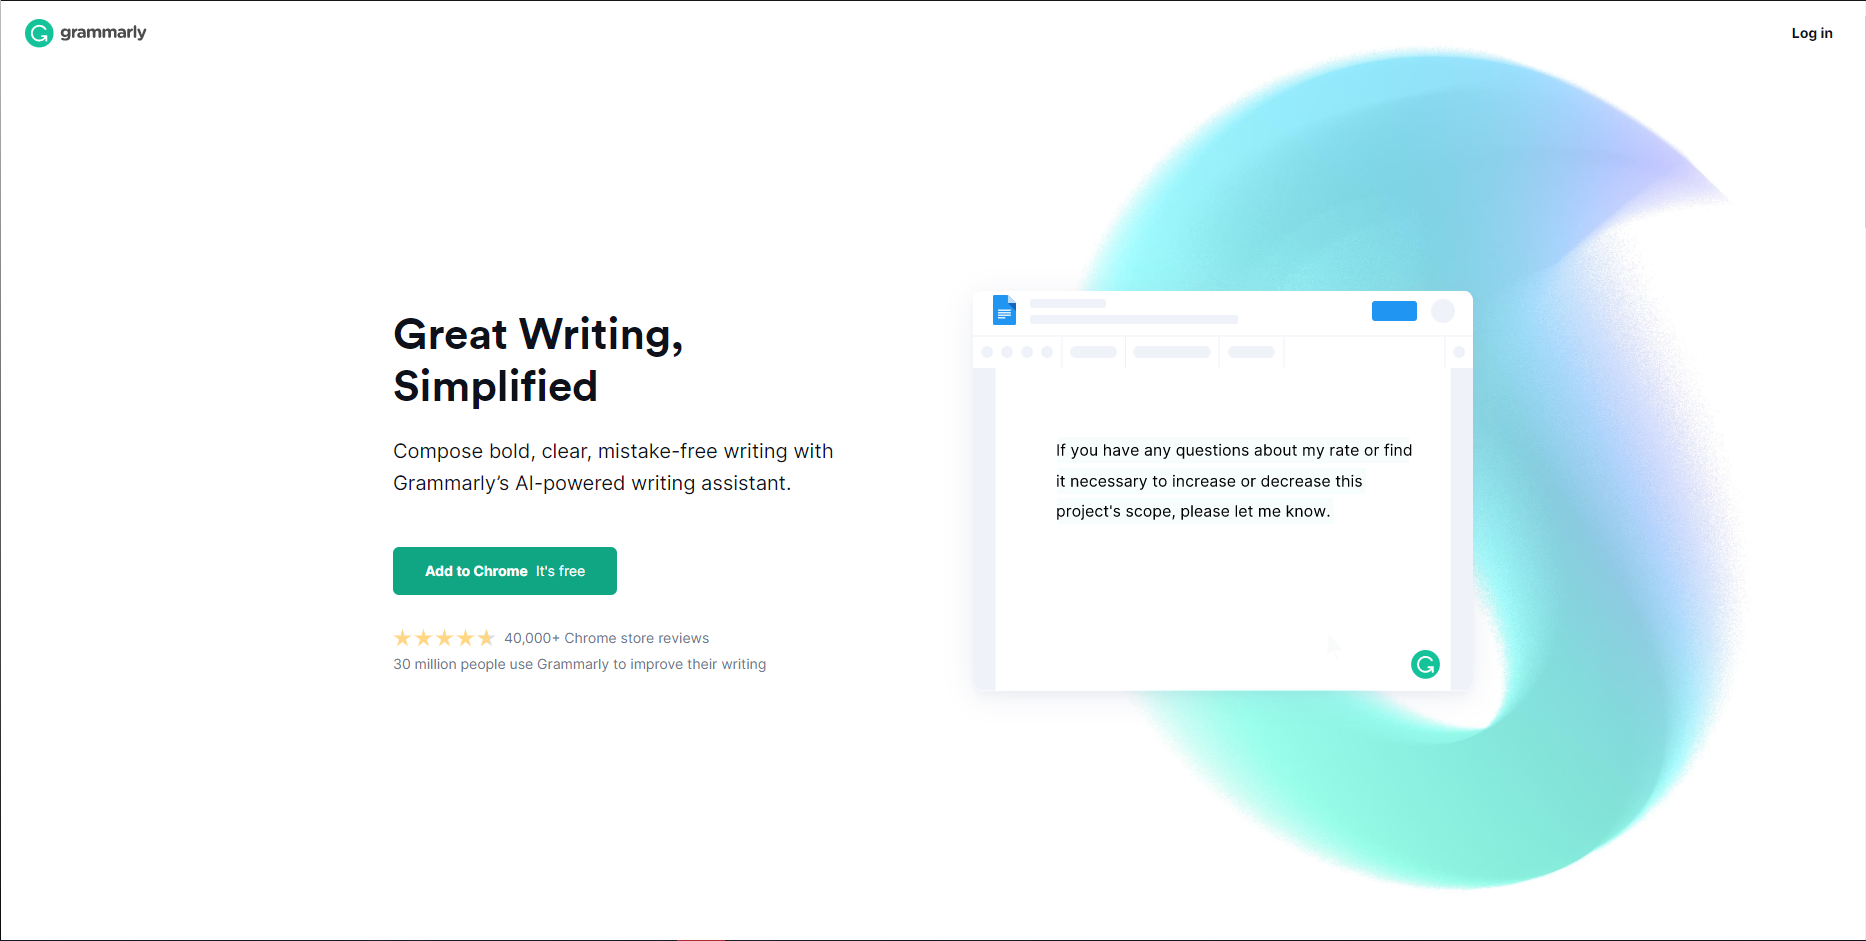 grammarly
Log in
Great Writing,
Simplified
Compose bold, clear, mistake-free writing with
Grammarly’s AI-powered writing assistant.
Add to Chrome It's free
40,000+ Chrome store reviews
30 million people use Grammarly to improve their writing
If you have any questions about my rate or find
it necessary to increase or decrease this
project's scope, please let me know.